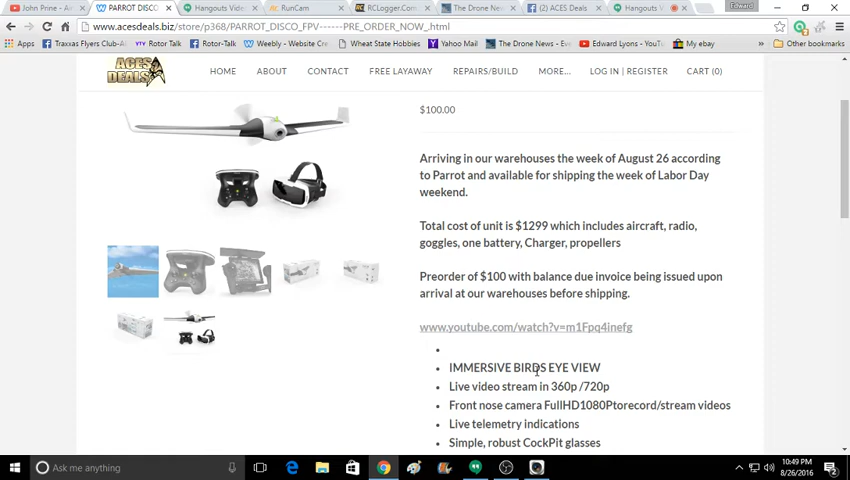 John Prine - A
PARROT DISCO
Hangouts Vide
RunCam
RCLogger.Com
The Drone New
ACES Deals
Hangouts V
Edward
www.acesdeals.biz/store/p368/PARROT_DISCO_FPV------PRE_ORDER_NOW_.html
Apps
Traxxas Flyers-Clu
Rotor Talk
Rotor-Talk
Weebly - Website Cre
Wheat State Hobbies
Yahoo Mail
The Drone News - Ev
Edward Lyons - YouT
My ebay
Other bookmarks
ACES DEALS
HOME ABOUT CONTACT FREE LAYAWAY REPAIRS/BUILD MORE... LOG IN | REGISTER CART (0)
$100.00
Arriving in our warehouses the week of August 26 according
to Parrot and available for shipping the week of Labor Day
weekend.
Total cost of unit is $1299 which includes aircraft, radio,
goggles, one battery, Charger, propellers
Preorder of $100 with balance due invoice being issued upon
arrival at our warehouses before shipping.
www.youtube.com/watch?v=m1Fpq4inefg
IMMERSIVE BIRDS EYE VIEW
Live video stream in 360p /720p
Front nose camera FullHD1080Ptorecord/stream videos
Live telemetry indications
Simple, robust CockPit glasses
Ask me anything
10:49 PM
8/26/2016